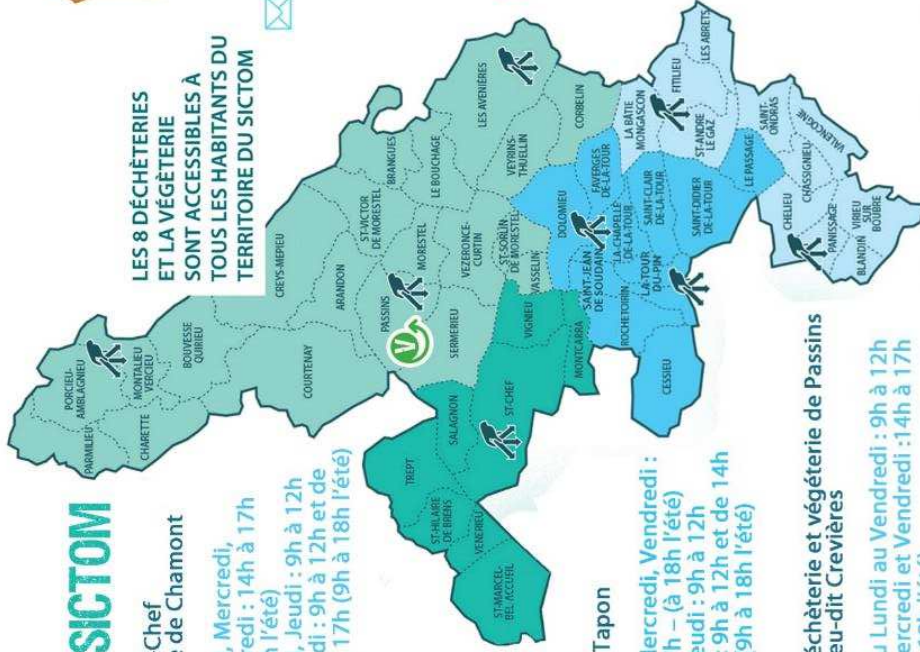 SICTOM
LES 8 DÉCHÈTERIES
ET LA VÉGÈTERIE
SONT ACCESSIBLES À
TOUS LES HABITANTS DU
TERRITOIRE DU SICTOM
Chef
de Chamont
, Mercredi,
redi : 14h à 17h
l'été)
, Jeudi : 9h à 12h
di : 9h à 12h et de
17h (9h à 18h l'été)
Tapon
Mercredi, Vendredi :
h – (à 18h l'été)
eudi : 9h à 12h
: 9h à 12h et de 14h
9h à 18h l'été)
échèterie et végéterie de Passins
eu-dit Crevières
u Lundi au Vendredi : 9h à 12h
ercredi et Vendredi :14h à 17h
PARMILIEU
PORCIEU-
AMBLAGNIEU
MONTALIEU
VERCIEU
CHARETTE
BOUVESSE
QUIRIEU
CREYS-MEPIEU
COURTENAY
ARANDON
PASSINS
V
ST-VICTOR
DE MORESTEL
BRANGUES
MORESTEL
LE BOUCHAGE
SERMERIEU
VEZERONCE-
CURTIN
LES AVENIÈRES
ST-SORLIN
DE MORESTEL
VEYRINS-
THUELLIN
VASSELIN
CORBELIN
TREPT
SALAGNON
ST-HILAIRE
DE BRENS
VENERIEU
ST-MARCEL-
BEL ACCUEIL
ST-CHEF
VIGNIEU
MONTCARRA
DOLOMIEU
SAINT-JEAN
DE SOUDAIN
FAVERGES
DE-LA-TOUR
LA-CHAPELLE
DE-LA-TOUR
ROCHETOIRIN
SAINT-CLAIR
DE-LA-TOUR
LA-TOUR
DU-PIN
CESSIEU
SAINT-DIDIER
DE-LA-TOUR
LE PASSAGE
LA BÂTIE
MONGASCON
FITILIEU
LES ABRETS
ST-ANDRE
LE GAZ
SAINT-
ONDRAS
CHELIEU
CHASSIGNIEU
VALENCOGNE
PANISSAGE
BLANDIN
VIRIEU
SUR
BOURBRE